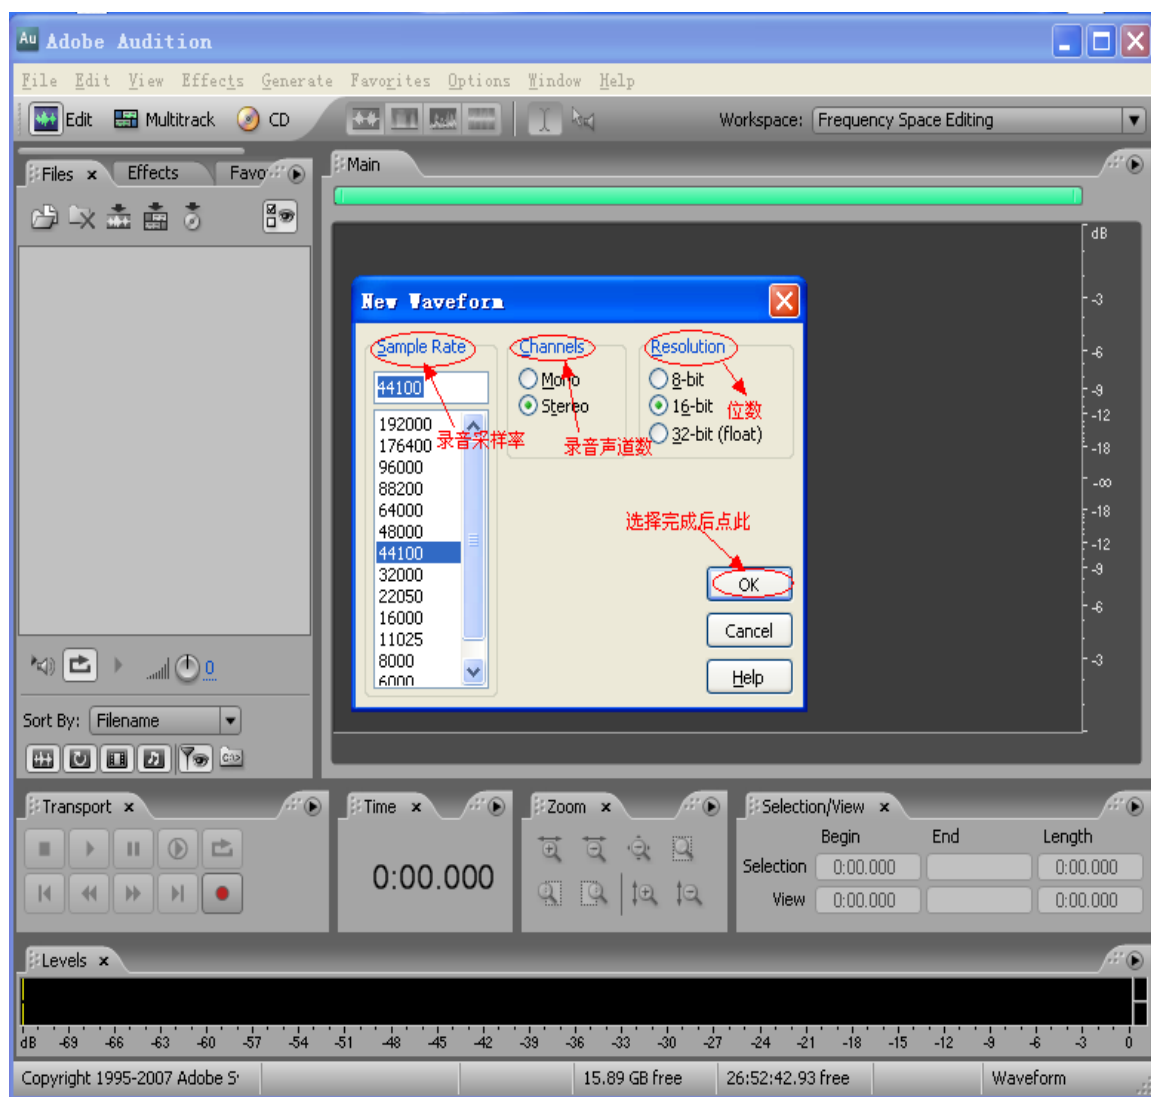 Adobe Audition
File Edit View Effects Generate Favorites Options Window Help
Edit Multitrack CD Workspace: Frequency Space Editing
Files Effects Favo
Main
dB
-3
-6
-9
-12
-18
-∞
-18
-12
-9
-6
-3
New Waveform
Sample Rate Channels Resolution
44100
Mono
Stereo
8-bit
16-bit
32-bit (float)
位数
录音采样率
录音声道数
192000
176400
96000
88200
64000
48000
44100
32000
22050
16000
11025
8000
6000
选择完成后点此
OK
Cancel
Help
0
Sort By: Filename
Transport Time Zoom Selection/View
Begin End Length
Selection 0:00.000 0:00.000
View 0:00.000 0:00.000
0:00.000
Levels
dB -69 -66 -63 -60 -57 -54 -51 -48 -45 -42 -39 -36 -33 -30 -27 -24 -21 -18 -15 -12 -9 -6 -3 0
Copyright 1995-2007 Adobe 15.89 GB free 26:52:42.93 free Waveform